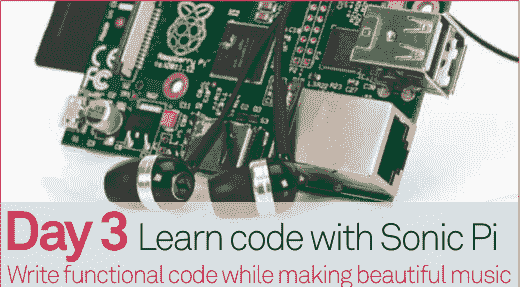 Day 3 Learn code with Sonic Pi
Write functional code while making beautiful music